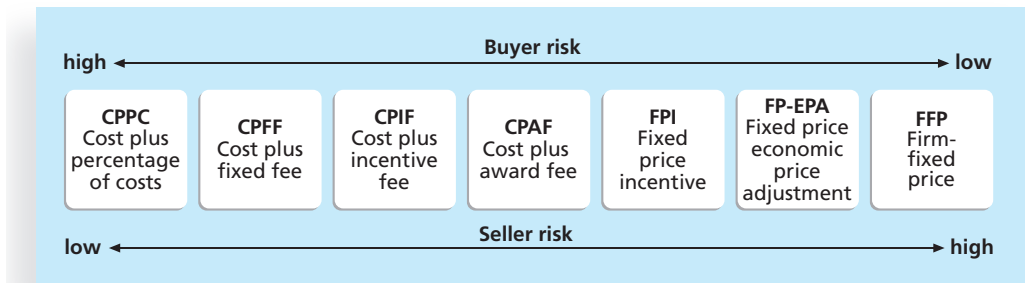 Buyer risk
high low
CPPC
Cost plus
percentage
of costs
CPFF
Cost plus
fixed fee
CPIF
Cost plus
incentive
fee
CPAF
Cost plus
award fee
FPI
Fixed
price
incentive
FP-EPA
Fixed price
economic
price
adjustment
FFP
Firm-
fixed
price
Seller risk
low high